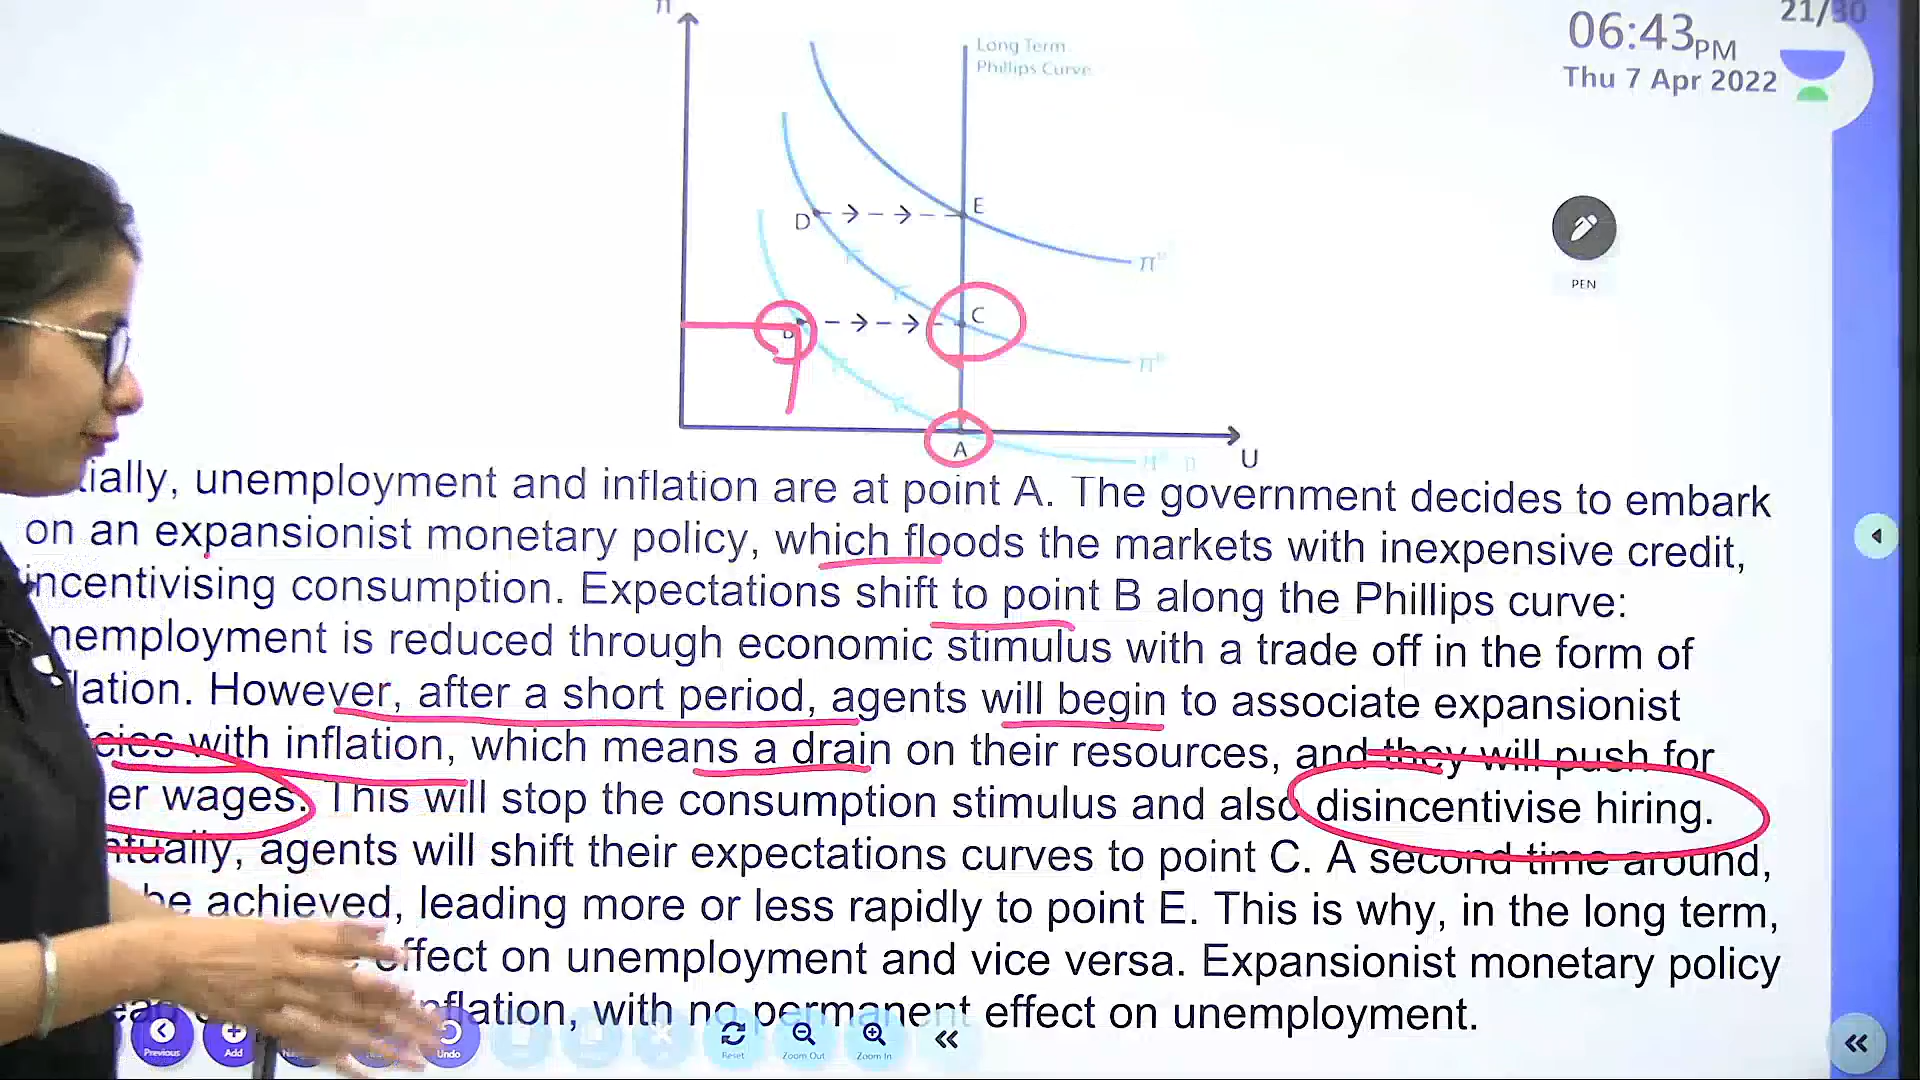 21/30
06:43PM
Thu 7 Apr 2022
Long Term
Phillips Curve
E
D
π
PEN
C
B
π
A
U
unemployment and inflation are at point A. The government decides to embark
on an expansionist monetary policy, which floods the markets with inexpensive credit,
incentivising consumption. Expectations shift to point B along the Phillips curve:
nemployment is reduced through economic stimulus with a trade off in the form of
lation. However, after a short period, agents will begin to associate expansionist
cies with inflation, which means a drain on their resources, and they will push for
er wages. This will stop the consumption stimulus and also disincentivise hiring.
ntually, agents will shift their expectations curves to point C. A second time around,
be achieved, leading more or less rapidly to point E. This is why, in the long term,
effect on unemployment and vice versa. Expansionist monetary policy
nflation, with no permanent effect on unemployment.
Previous
Add
Undo
Reset
Zoom Out
Zoom In